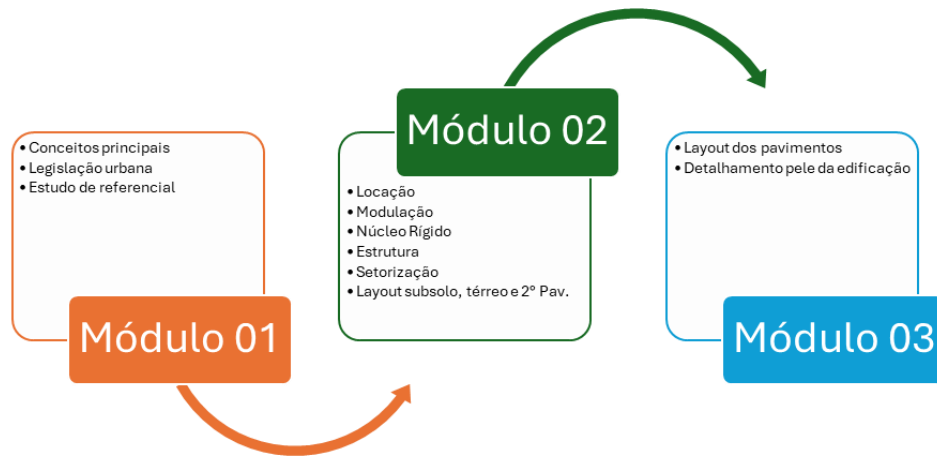 • Conceitos principais
• Legislação urbana
• Estudo de referencial
Módulo 01
Módulo 02
• Locação
• Modulação
• Núcleo Rígido
• Estrutura
• Setorização
• Layout subsolo, térreo e 2° Pav.
• Layout dos pavimentos
• Detalhamento pele da edificação
Módulo 03